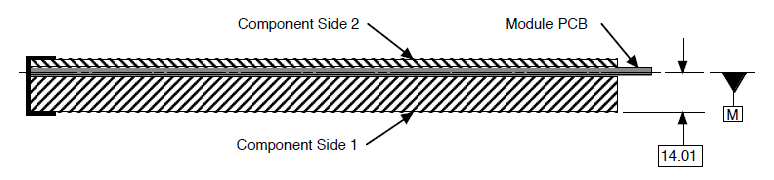 Component Side 2
Module PCB
M
Component Side 1
14.01